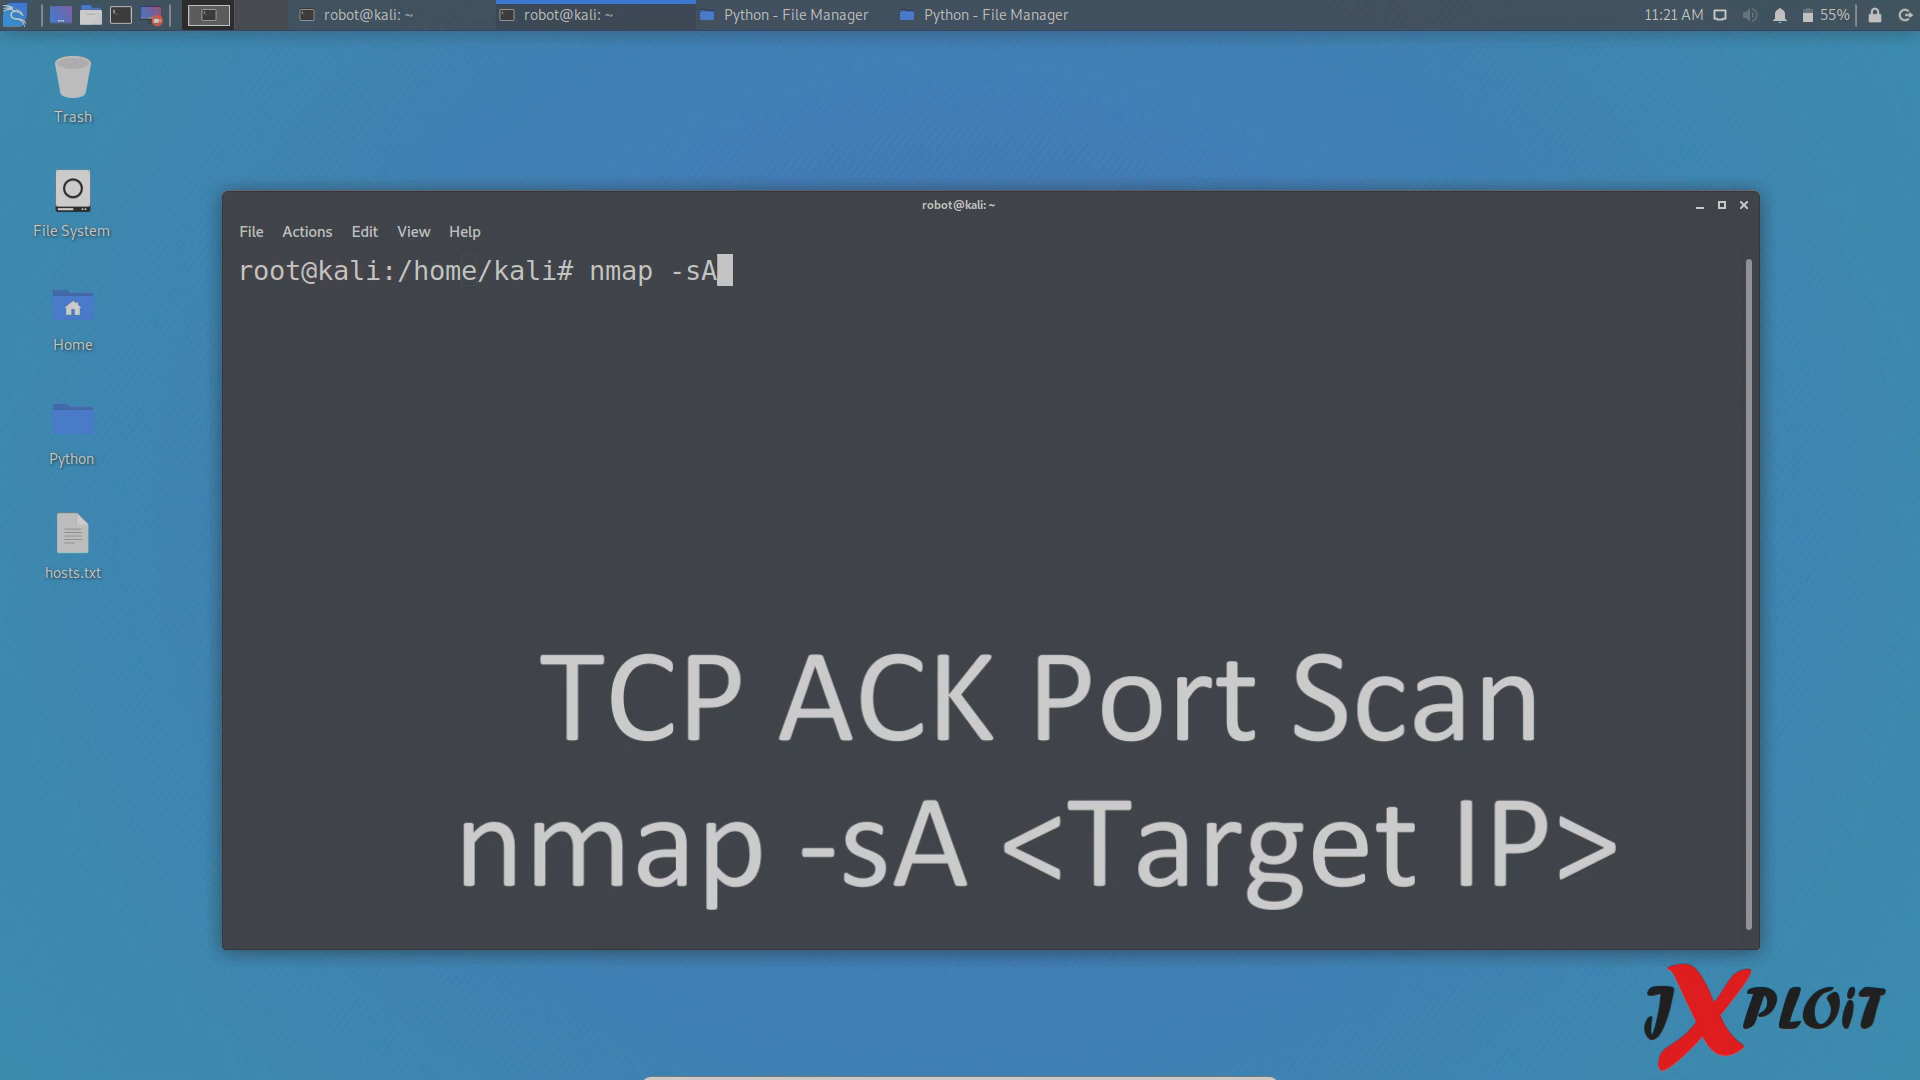 robot@kali: ~
robot@kali: ~
Python - File Manager
Python - File Manager
11:21 AM
55%
Trash
File System
Home
Python
hosts.txt
robot@kali: ~
File Actions Edit View Help
root@kali:/home/kali# nmap -sA
TCP ACK Port Scan
nmap -sA <Target IP>
JXPLOiT